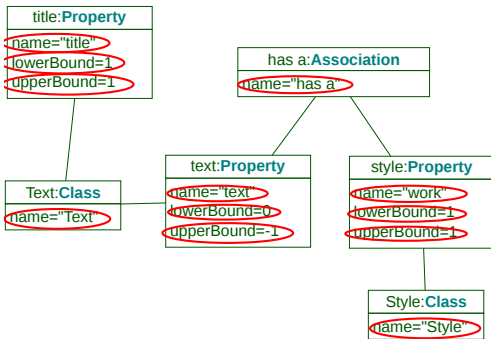 title:Property
name="title"
lowerBound=1
upperBound=1
has a:Association
name="has a"
text:Property
name="text"
lowerBound=0
upperBound=-1
style:Property
name="work"
lowerBound=1
upperBound=1
Text:Class
name="Text"
Style:Class
name="Style"